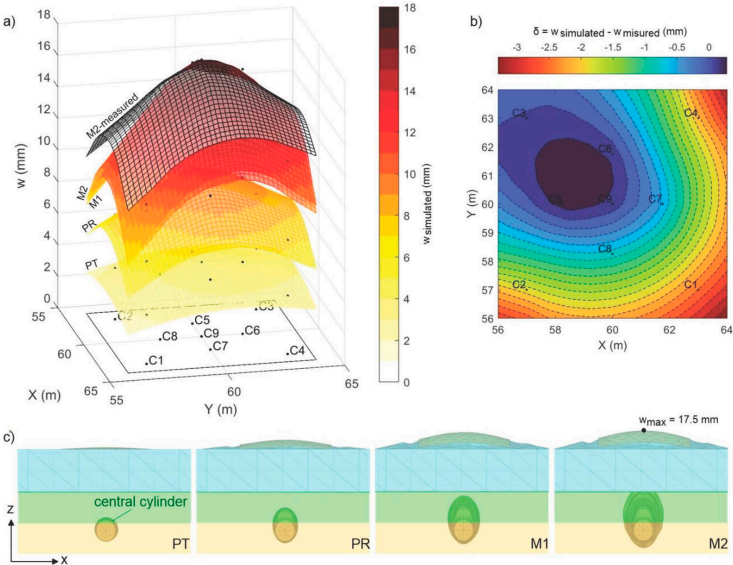 a)
18
16
14
12
10
8
6
4
2
0
w (mm)
M2-measured
M2
M1
PR
PT
55
60
65
X (m)
55
60
65
Y (m)
C2
C3
C5
C8
C9
C6
C7
C1
C4
18
16
14
12
10
8
6
4
2
0
w simulated (mm)
b)
δ = w simulated - w misured (mm)
-3 -2.5 -2 -1.5 -1 -0.5 0
64
63
62
61
60
59
58
57
56
Y (m)
C3
C4
C6
C5
C9
C7
C8
C2
C1
56 58 60 62 64
X (m)
c)
w max = 17.5 mm
central cylinder
z
x
PT
PR
M1
M2